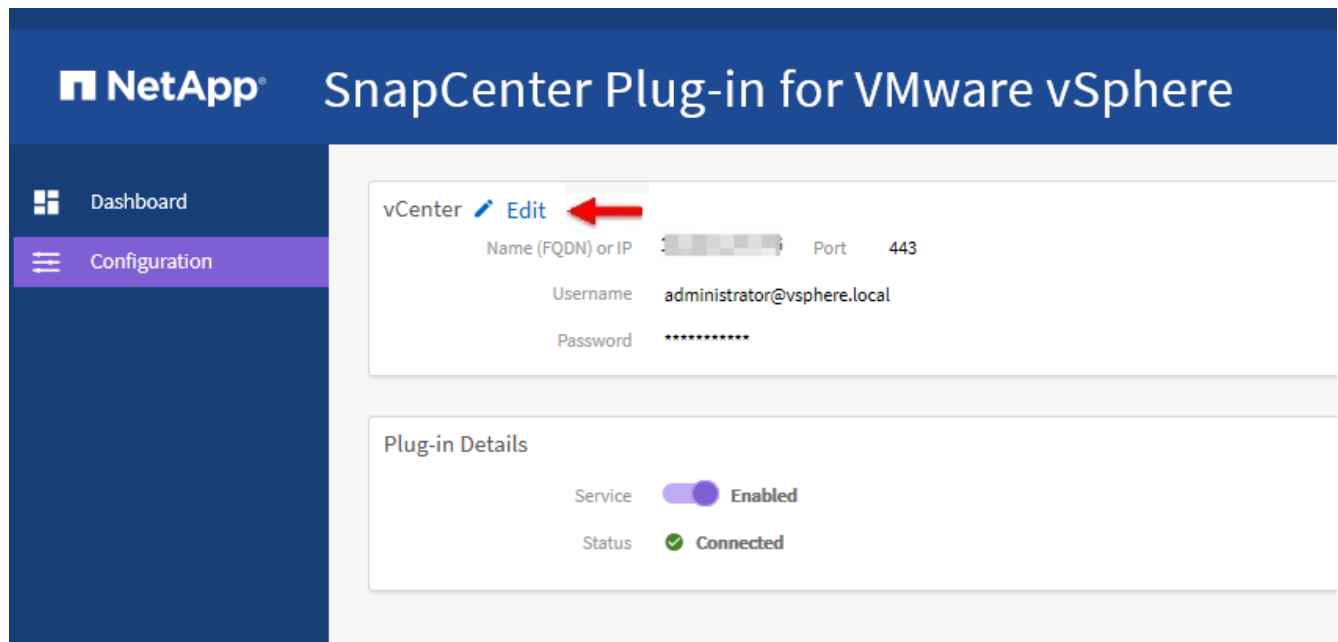 NetApp® SnapCenter Plug-in for VMware vSphere
Dashboard
Configuration
vCenter Edit
Name (FQDN) or IP Port 443
Username administrator@vsphere.local
Password ***********
Plug-in Details
Service Enabled
Status Connected